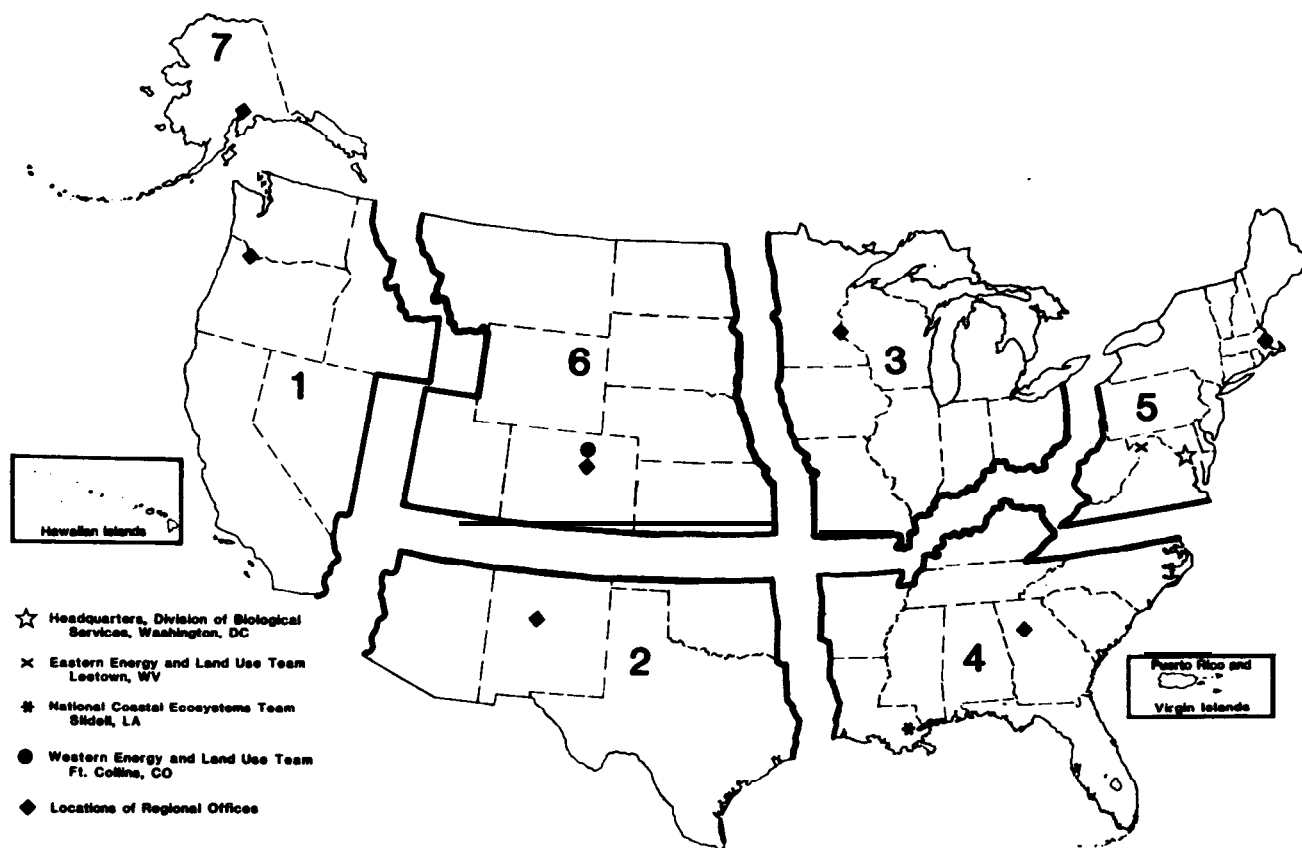 7
6
3
1
5
Hawaiian Islands
2
4
Puerto Rico and
Virgin Islands
Headquarters, Division of Biological
Services, Washington, DC
Eastern Energy and Land Use Team
Leetown, WV
National Coastal Ecosystems Team
Slidell, LA
Western Energy and Land Use Team
Ft. Collins, CO
Locations of Regional Offices